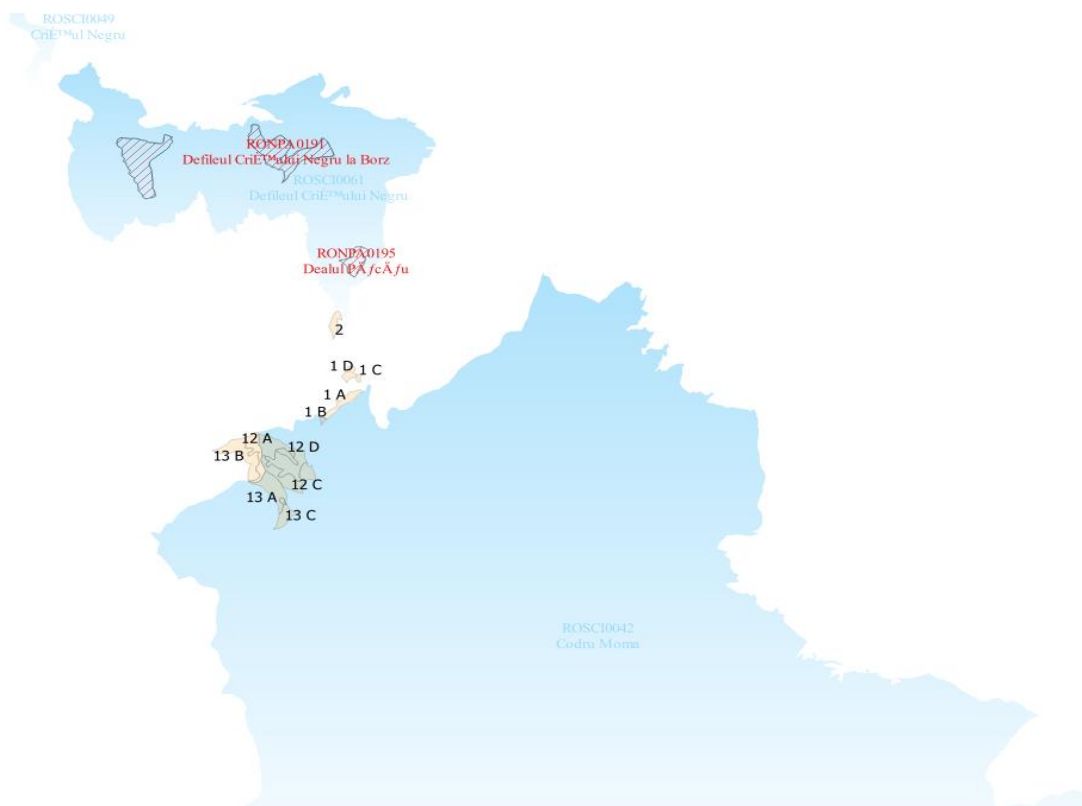 ROSCI0049
CriÈ™ul Negru
RONPA0191
Defileul CriÈ™ului Negru la Borz
ROSCI0061
Defileul CriÈ™ului Negru
RONPA0195
Dealul PÄƒcÄƒu
2
1 D
1 C
1 A
1 B
12 A
12 D
13 B
12 C
13 A
13 C
ROSCI0042
Codru Moma